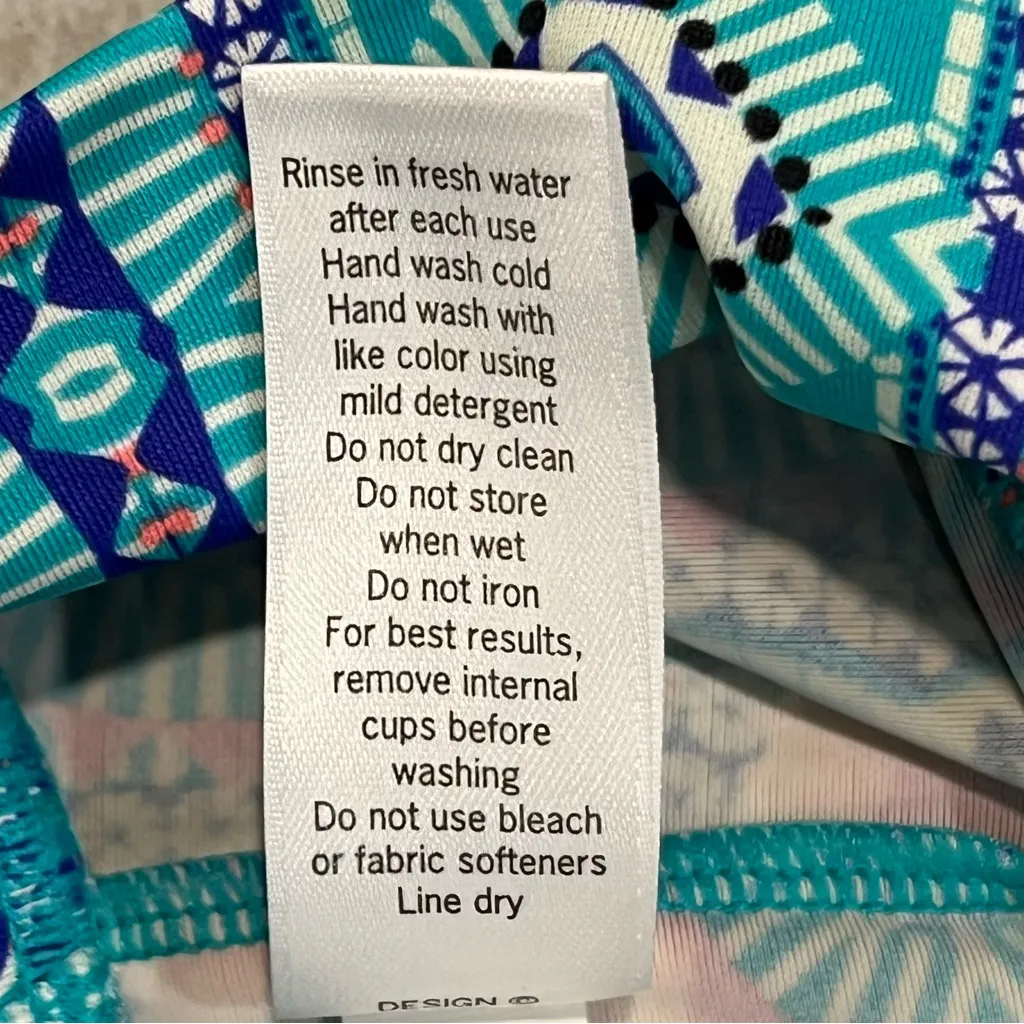 Rinse in fresh water
after each use
Hand wash cold
Hand wash with
like color using
mild detergent
Do not dry clean
Do not store
when wet
Do not iron
For best results,
remove internal
cups before
washing
Do not use bleach
or fabric softeners
Line dry
DESIGN ©